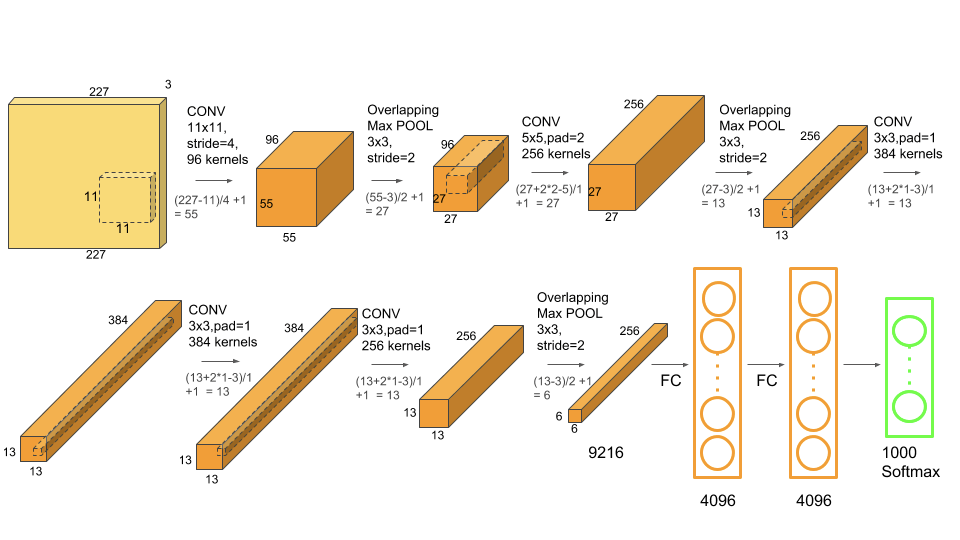 227
3
11
11
227
CONV
11x11,
stride=4,
96 kernels
(227-11)/4 +1
= 55
96
55
55
Overlapping
Max POOL
3x3,
stride=2
(55-3)/2 +1
= 27
96
27
27
CONV
5x5,pad=2
256 kernels
(27+2*2-5)/1
+1 = 27
256
27
27
Overlapping
Max POOL
3x3,
stride=2
(27-3)/2 +1
= 13
256
13
13
CONV
3x3,pad=1
384 kernels
(13+2*1-3)/1
+1 = 13
384
13
13
CONV
3x3,pad=1
384 kernels
(13+2*1-3)/1
+1 = 13
384
13
13
CONV
3x3,pad=1
256 kernels
(13+2*1-3)/1
+1 = 13
256
13
13
Overlapping
Max POOL
3x3,
stride=2
(13-3)/2 +1
= 6
256
6
6
9216
FC
4096
FC
4096
1000
Softmax